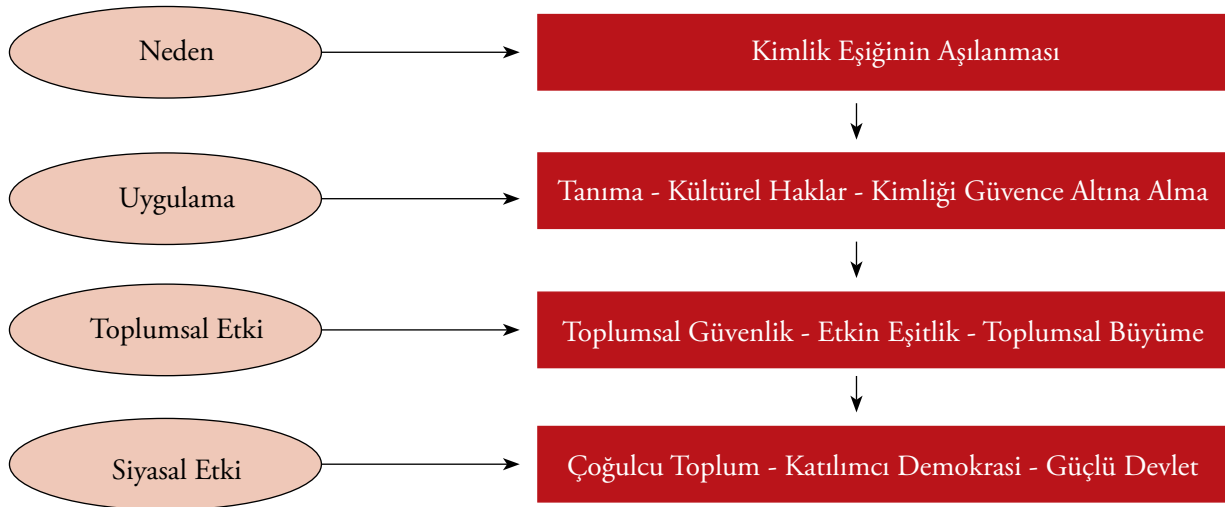 Neden
Kimlik Eşiğinin Aşılanması
Uygulama
Tanıma - Kültürel Haklar - Kimliği Güvence Altına Alma
Toplumsal Etki
Toplumsal Güvenlik - Etkin Eşitlik - Toplumsal Büyüme
Siyasal Etki
Çoğulcu Toplum - Katılımcı Demokrasi - Güçlü Devlet